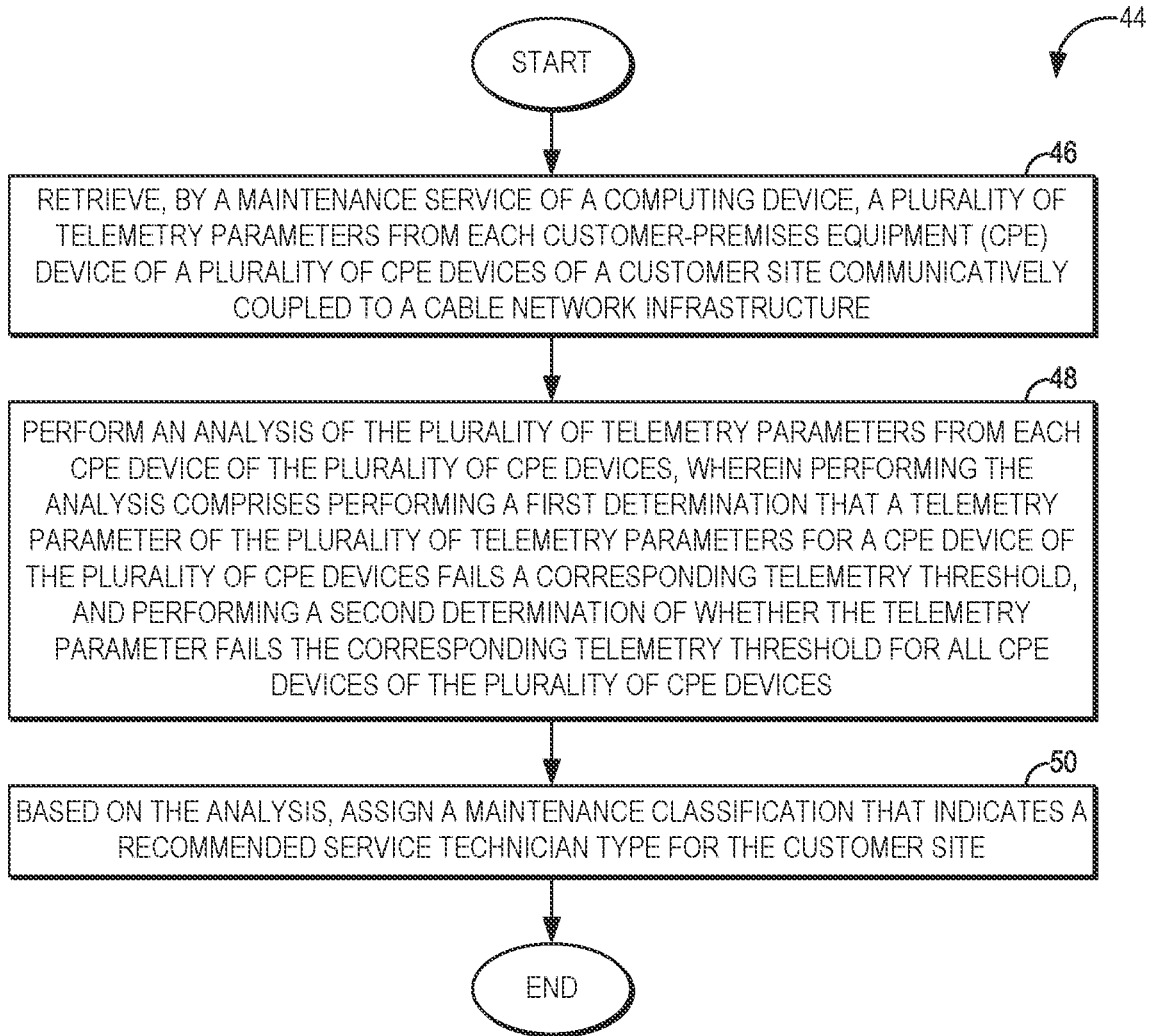 44
START
46
RETRIEVE, BY A MAINTENANCE SERVICE OF A COMPUTING DEVICE, A PLURALITY OF
TELEMETRY PARAMETERS FROM EACH CUSTOMER-PREMISES EQUIPMENT (CPE)
DEVICE OF A PLURALITY OF CPE DEVICES OF A CUSTOMER SITE COMMUNICATIVELY
COUPLED TO A CABLE NETWORK INFRASTRUCTURE
48
PERFORM AN ANALYSIS OF THE PLURALITY OF TELEMETRY PARAMETERS FROM EACH
CPE DEVICE OF THE PLURALITY OF CPE DEVICES, WHEREIN PERFORMING THE
ANALYSIS COMPRISES PERFORMING A FIRST DETERMINATION THAT A TELEMETRY
PARAMETER OF THE PLURALITY OF TELEMETRY PARAMETERS FOR A CPE DEVICE OF
THE PLURALITY OF CPE DEVICES FAILS A CORRESPONDING TELEMETRY THRESHOLD,
AND PERFORMING A SECOND DETERMINATION OF WHETHER THE TELEMETRY
PARAMETER FAILS THE CORRESPONDING TELEMETRY THRESHOLD FOR ALL CPE
DEVICES OF THE PLURALITY OF CPE DEVICES
50
BASED ON THE ANALYSIS, ASSIGN A MAINTENANCE CLASSIFICATION THAT INDICATES A
RECOMMENDED SERVICE TECHNICIAN TYPE FOR THE CUSTOMER SITE
END